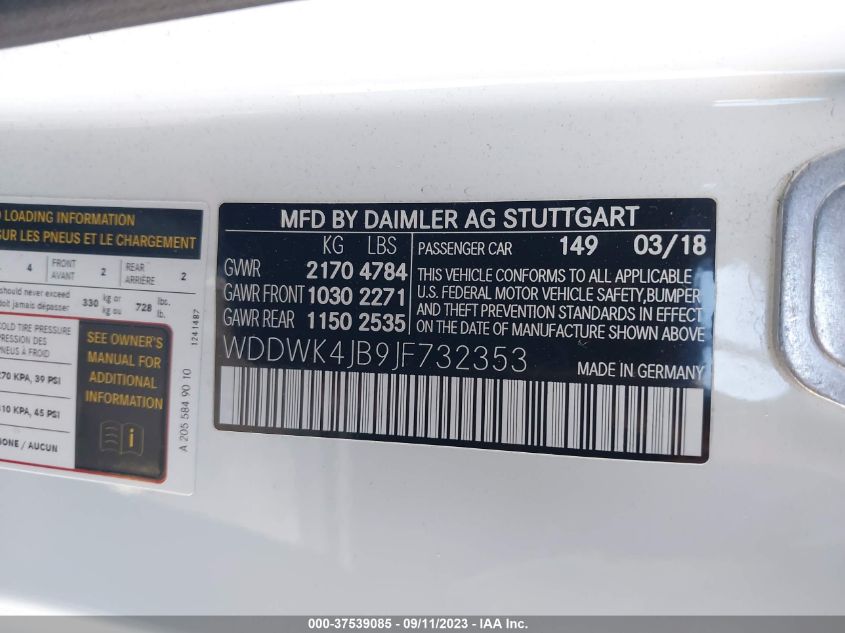 LOADING INFORMATION
SUR LES PNEUS ET LE CHARGEMENT
4 FRONT AVANT 2 REAR ARRIÈRE 2
should never exceed
doit jamais dépasser 330 kg or kg ou 728 lbs. lb.
COLD TIRE PRESSURE
PRESSION DES
PNEUS À FROID
270 KPA, 39 PSI
310 KPA, 45 PSI
NONE / AUCUN
SEE OWNER'S
MANUAL FOR
ADDITIONAL
INFORMATION
i
1241487
A 205 584 90 10
MFD BY DAIMLER AG STUTTGART
KG LBS
GVWR 2170 4784
GAWR FRONT 1030 2271
GAWR REAR 1150 2535
PASSENGER CAR 149 03/18
THIS VEHICLE CONFORMS TO ALL APPLICABLE
U.S. FEDERAL MOTOR VEHICLE SAFETY,BUMPER
AND THEFT PREVENTION STANDARDS IN EFFECT
ON THE DATE OF MANUFACTURE SHOWN ABOVE
WDDWK4JB9JF732353
MADE IN GERMANY
000-37539085 - 09/11/2023 - IAA Inc.